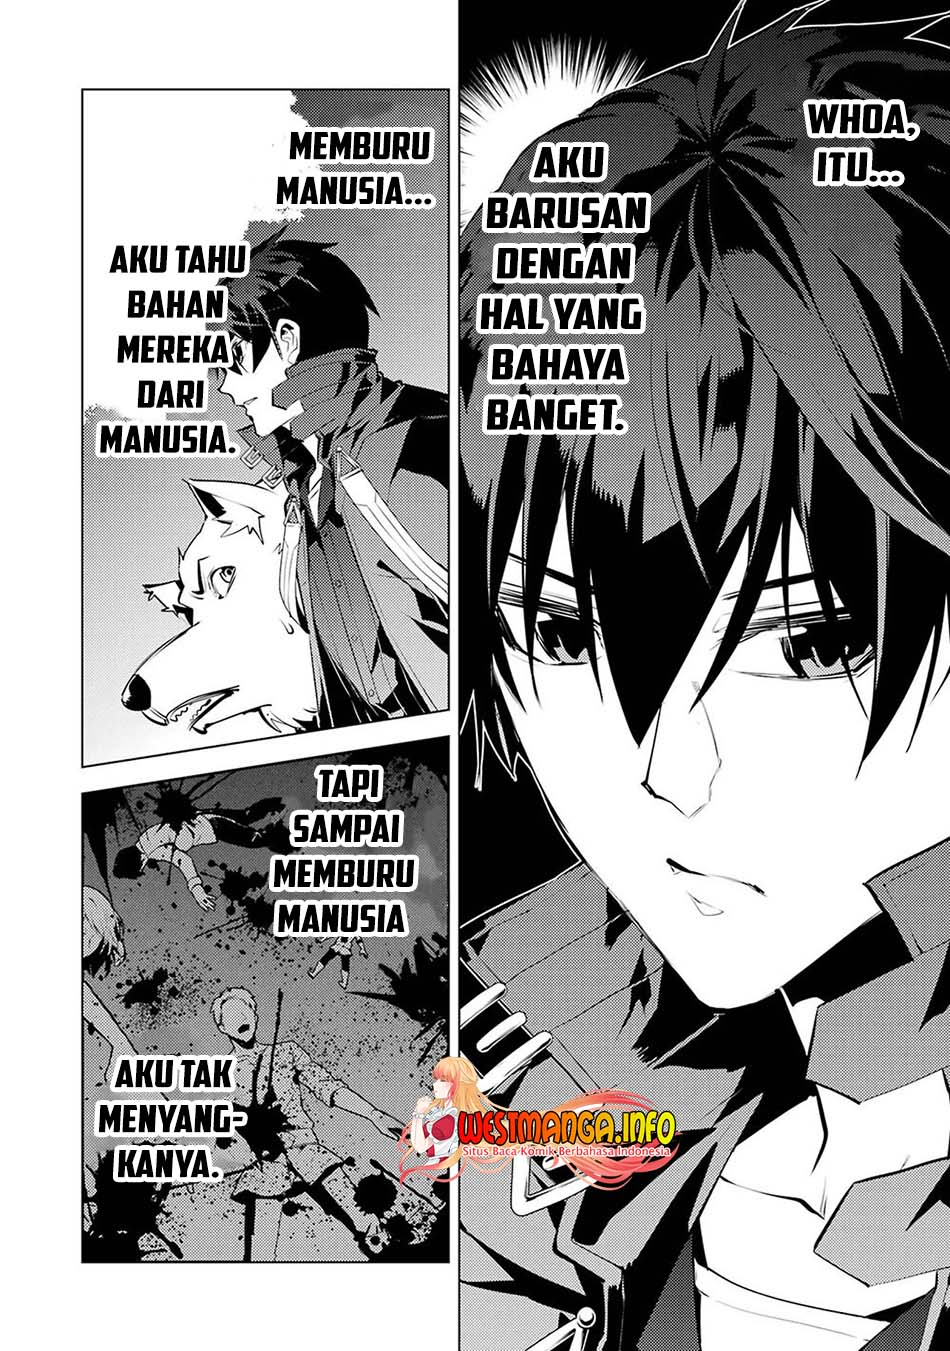 WHOA,
ITU...
AKU
BARUSAN
DENGAN
HAL YANG
BAHAYA
BANGET.
MEMBURU
MANUSIA...
AKU TAHU
BAHAN
MEREKA
DARI
MANUSIA.
TAPI
SAMPAI
MEMBURU
MANUSIA
AKU TAK
MENYANG-
KANYA.
WESTMANGA.INFO
Situs Baca Komik Berbahasa Indonesia